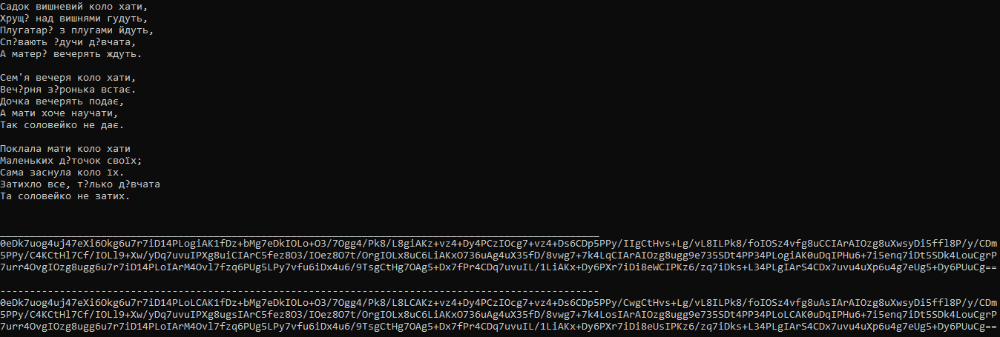 Садок вишневий коло хати,
Хрущ? над вишнями гудуть,
Плугатар? з плугами йдуть,
Сп?вають ?дучи д?вчата,
А матер? вечерять ждуть.

Сем'я вечеря коло хати,
Веч?рня з?ронька встає.
Дочка вечерять подає,
А мати хоче научати,
Так соловейко не дає.

Поклала мати коло хати
Маленьких д?точок своїх;
Сама заснула коло їх.
Затихло все, т?лько д?вчата
Та соловейко не затих.

0eDk7uog4uj47eXi6Okg6u7r7iD14PLogiAK1fDz+bMg7eDkIOLo+O3/7Ogg4/Pk8/L8giAKz+vz4+Dy4PCzIOcg7+vz4+Ds6CDp5PPy/IIgCtHvs+Lg/vL8ILPk8/foIOSz4vfg8uCCIArAIOzg8uXwsyDi5ffl8P/y/CDm
5PPy/C4KCtHl7Cf/IOLl9+Xw/yDq7uvuIPXg8uiCIArC5fez8O3/IOez8O7t/OrgIOLx8uC6LiAKxO736uAg4uX35fD/8vwg7+7k4LqCIArAIOzg8ugg9e735SDt4PP34PLogiAK0uDqIPHu6+7i5enq7iDt5SDk4LouCgrP
7urr4OvgIOzg8ugg6u7r7iD14PLoIArM4Ovl7fzq6PUg5LPy7vfu6iDx4u6/9TsgCtHg7OAg5+Dx7fPr4CDq7uvuIL/1LiAKx+Dy6PXr7iDi8eWCIPKz6/zq7iDks+L34PLgIArS4CDx7uvu4uXp6u4g7eUg5+Dy6PUuCg==

--------------------------------------------------------------------------------
0eDk7uog4uj47eXi6Okg6u7r7iD14PLoLCAK1fDz+bMg7eDkIOLo+O3/7Ogg4/Pk8/L8LCAKz+vz4+Dy4PCzIOcg7+vz4+Ds6CDp5PPy/CwgCtHvs+Lg/vL8ILPk8/foIOSz4vfg8uAsIArAIOzg8uXwsyDi5ffl8P/y/CDm
5PPy/C4KCtHl7Cf/IOLl9+Xw/yDq7uvuIPXg8ugsIArC5fez8O3/IOez8O7t/OrgIOLx8uC6LiAKxO736uAg4uX35fD/8vwg7+7k4LosIArAIOzg8ugg9e735SDt4PP34PLoLCAK0uDqIPHu6+7i5enq7iDt5SDk4LouCgrP
7urr4OvgIOzg8ugg6u7r7iD14PLoIArM4Ovl7fzq6PUg5LPy7vfu6iDx4u6/9TsgCtHg7OAg5+Dx7fPr4CDq7uvuIL/1LiAKx+Dy6PXr7iDi8eUsIPKz6/zq7iDks+L34PLgIArS4CDx7uvu4uXp6u4g7eUg5+Dy6PUuCg==